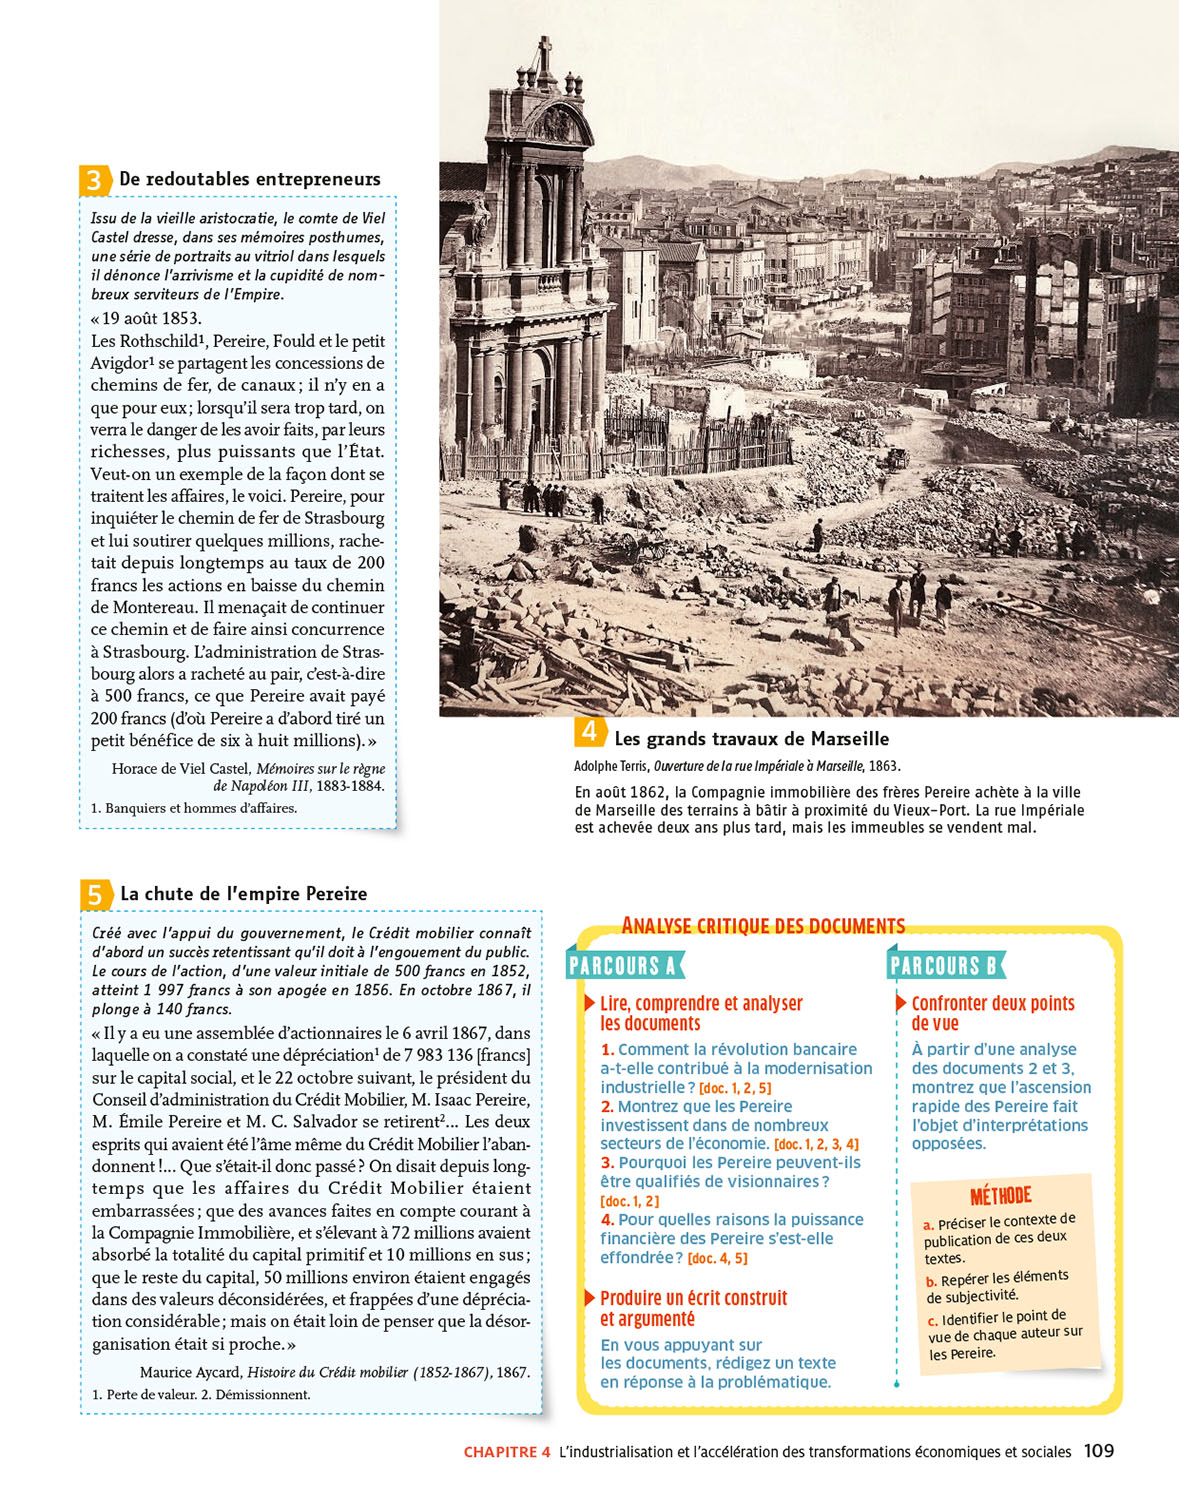 3 De redoutables entrepreneurs
Issu de la vieille aristocratie, le comte de Viel
Castel dresse, dans ses mémoires posthumes,
une série de portraits au vitriol dans lesquels
il dénonce l'arrivisme et la cupidité de nom-
breux serviteurs de l'Empire.
« 19 août 1853.
Les Rothschild¹, Pereire, Fould et le petit
Avigdor¹ se partagent les concessions de
chemins de fer, de canaux ; il n'y en a
que pour eux ; lorsqu'il sera trop tard, on
verra le danger de les avoir faits, par leurs
richesses, plus puissants que l'État.
Veut-on un exemple de la façon dont se
traitent les affaires, le voici. Pereire, pour
inquiéter le chemin de fer de Strasbourg
et lui soutirer quelques millions, rache-
tait depuis longtemps au taux de 200
francs les actions en baisse du chemin
de Montereau. Il menaçait de continuer
ce chemin et de faire ainsi concurrence
à Strasbourg. L'administration de Stras-
bourg alors a racheté au pair, c'est-à-dire
à 500 francs, ce que Pereire avait payé
200 francs (d'où Pereire a d'abord tiré un
petit bénéfice de six à huit millions). »
Horace de Viel Castel, Mémoires sur le règne
de Napoléon III, 1883-1884.
1. Banquiers et hommes d'affaires.
4 Les grands travaux de Marseille
Adolphe Terris, Ouverture de la rue Impériale à Marseille, 1863.
En août 1862, la Compagnie immobilière des frères Pereire achète à la ville
de Marseille des terrains à bâtir à proximité du Vieux-Port. La rue Impériale
est achevée deux ans plus tard, mais les immeubles se vendent mal.
5 La chute de l'empire Pereire
Créé avec l'appui du gouvernement, le Crédit mobilier connaît
d'abord un succès retentissant qu'il doit à l'engouement du public.
Le cours de l'action, d'une valeur initiale de 500 francs en 1852,
atteint 1 997 francs à son apogée en 1856. En octobre 1867, il
plonge à 140 francs.
« Il y a eu une assemblée d'actionnaires le 6 avril 1867, dans
laquelle on a constaté une dépréciation¹ de 7 983 136 [francs]
sur le capital social, et le 22 octobre suivant, le président du
Conseil d'administration du Crédit Mobilier, M. Isaac Pereire,
M. Émile Pereire et M. C. Salvador se retirent²... Les deux
esprits qui avaient été l'âme même du Crédit Mobilier l'aban-
donnent !... Que s'était-il donc passé ? On disait depuis long-
temps que les affaires du Crédit Mobilier étaient
embarrassées ; que des avances faites en compte courant à
la Compagnie Immobilière, et s'élevant à 72 millions avaient
absorbé la totalité du capital primitif et 10 millions en sus ;
que le reste du capital, 50 millions environ étaient engagés
dans des valeurs déconsidérées, et frappées d'une déprécia-
tion considérable ; mais on était loin de penser que la désor-
ganisation était si proche. »
Maurice Aycard, Histoire du Crédit mobilier (1852-1867), 1867.
1. Perte de valeur. 2. Démissionnent.
ANALYSE CRITIQUE DES DOCUMENTS
PARCOURS A
Lire, comprendre et analyser
les documents
1. Comment la révolution bancaire
a-t-elle contribué à la modernisation
industrielle ? [doc. 1, 2, 5]
2. Montrez que les Pereire
investissent dans de nombreux
secteurs de l'économie. [doc. 1, 2, 3, 4]
3. Pourquoi les Pereire peuvent-ils
être qualifiés de visionnaires ?
[doc. 1, 2]
4. Pour quelles raisons la puissance
financière des Pereire s'est-elle
effondrée ? [doc. 4, 5]
Produire un écrit construit
et argumenté
En vous appuyant sur
les documents, rédigez un texte
en réponse à la problématique.
PARCOURS B
Confronter deux points
de vue
À partir d'une analyse
des documents 2 et 3,
montrez que l'ascension
rapide des Pereire fait
l'objet d'interprétations
opposées.
MÉTHODE
a. Préciser le contexte de
publication de ces deux
textes.
b. Repérer les éléments
de subjectivité.
c. Identifier le point de
vue de chaque auteur sur
les Pereire.
CHAPITRE 4 L'industrialisation et l'accélération des transformations économiques et sociales 109